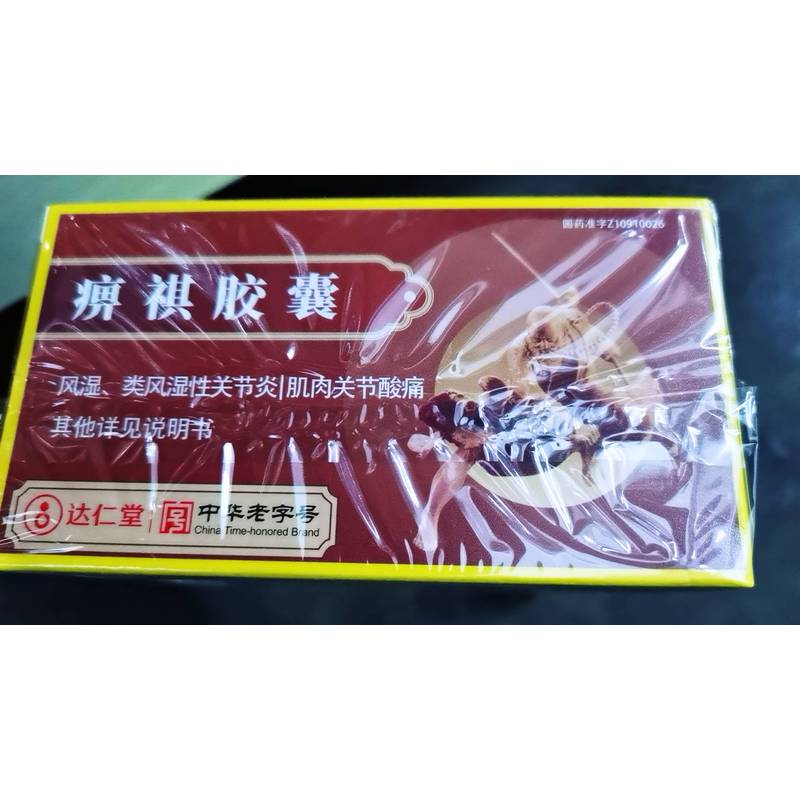 国药准字Z10910026
痹祺胶囊
风湿、类风湿性关节炎|肌肉关节酸痛
其他详见说明书
达仁堂 中华老字号
China Time-honored Brand